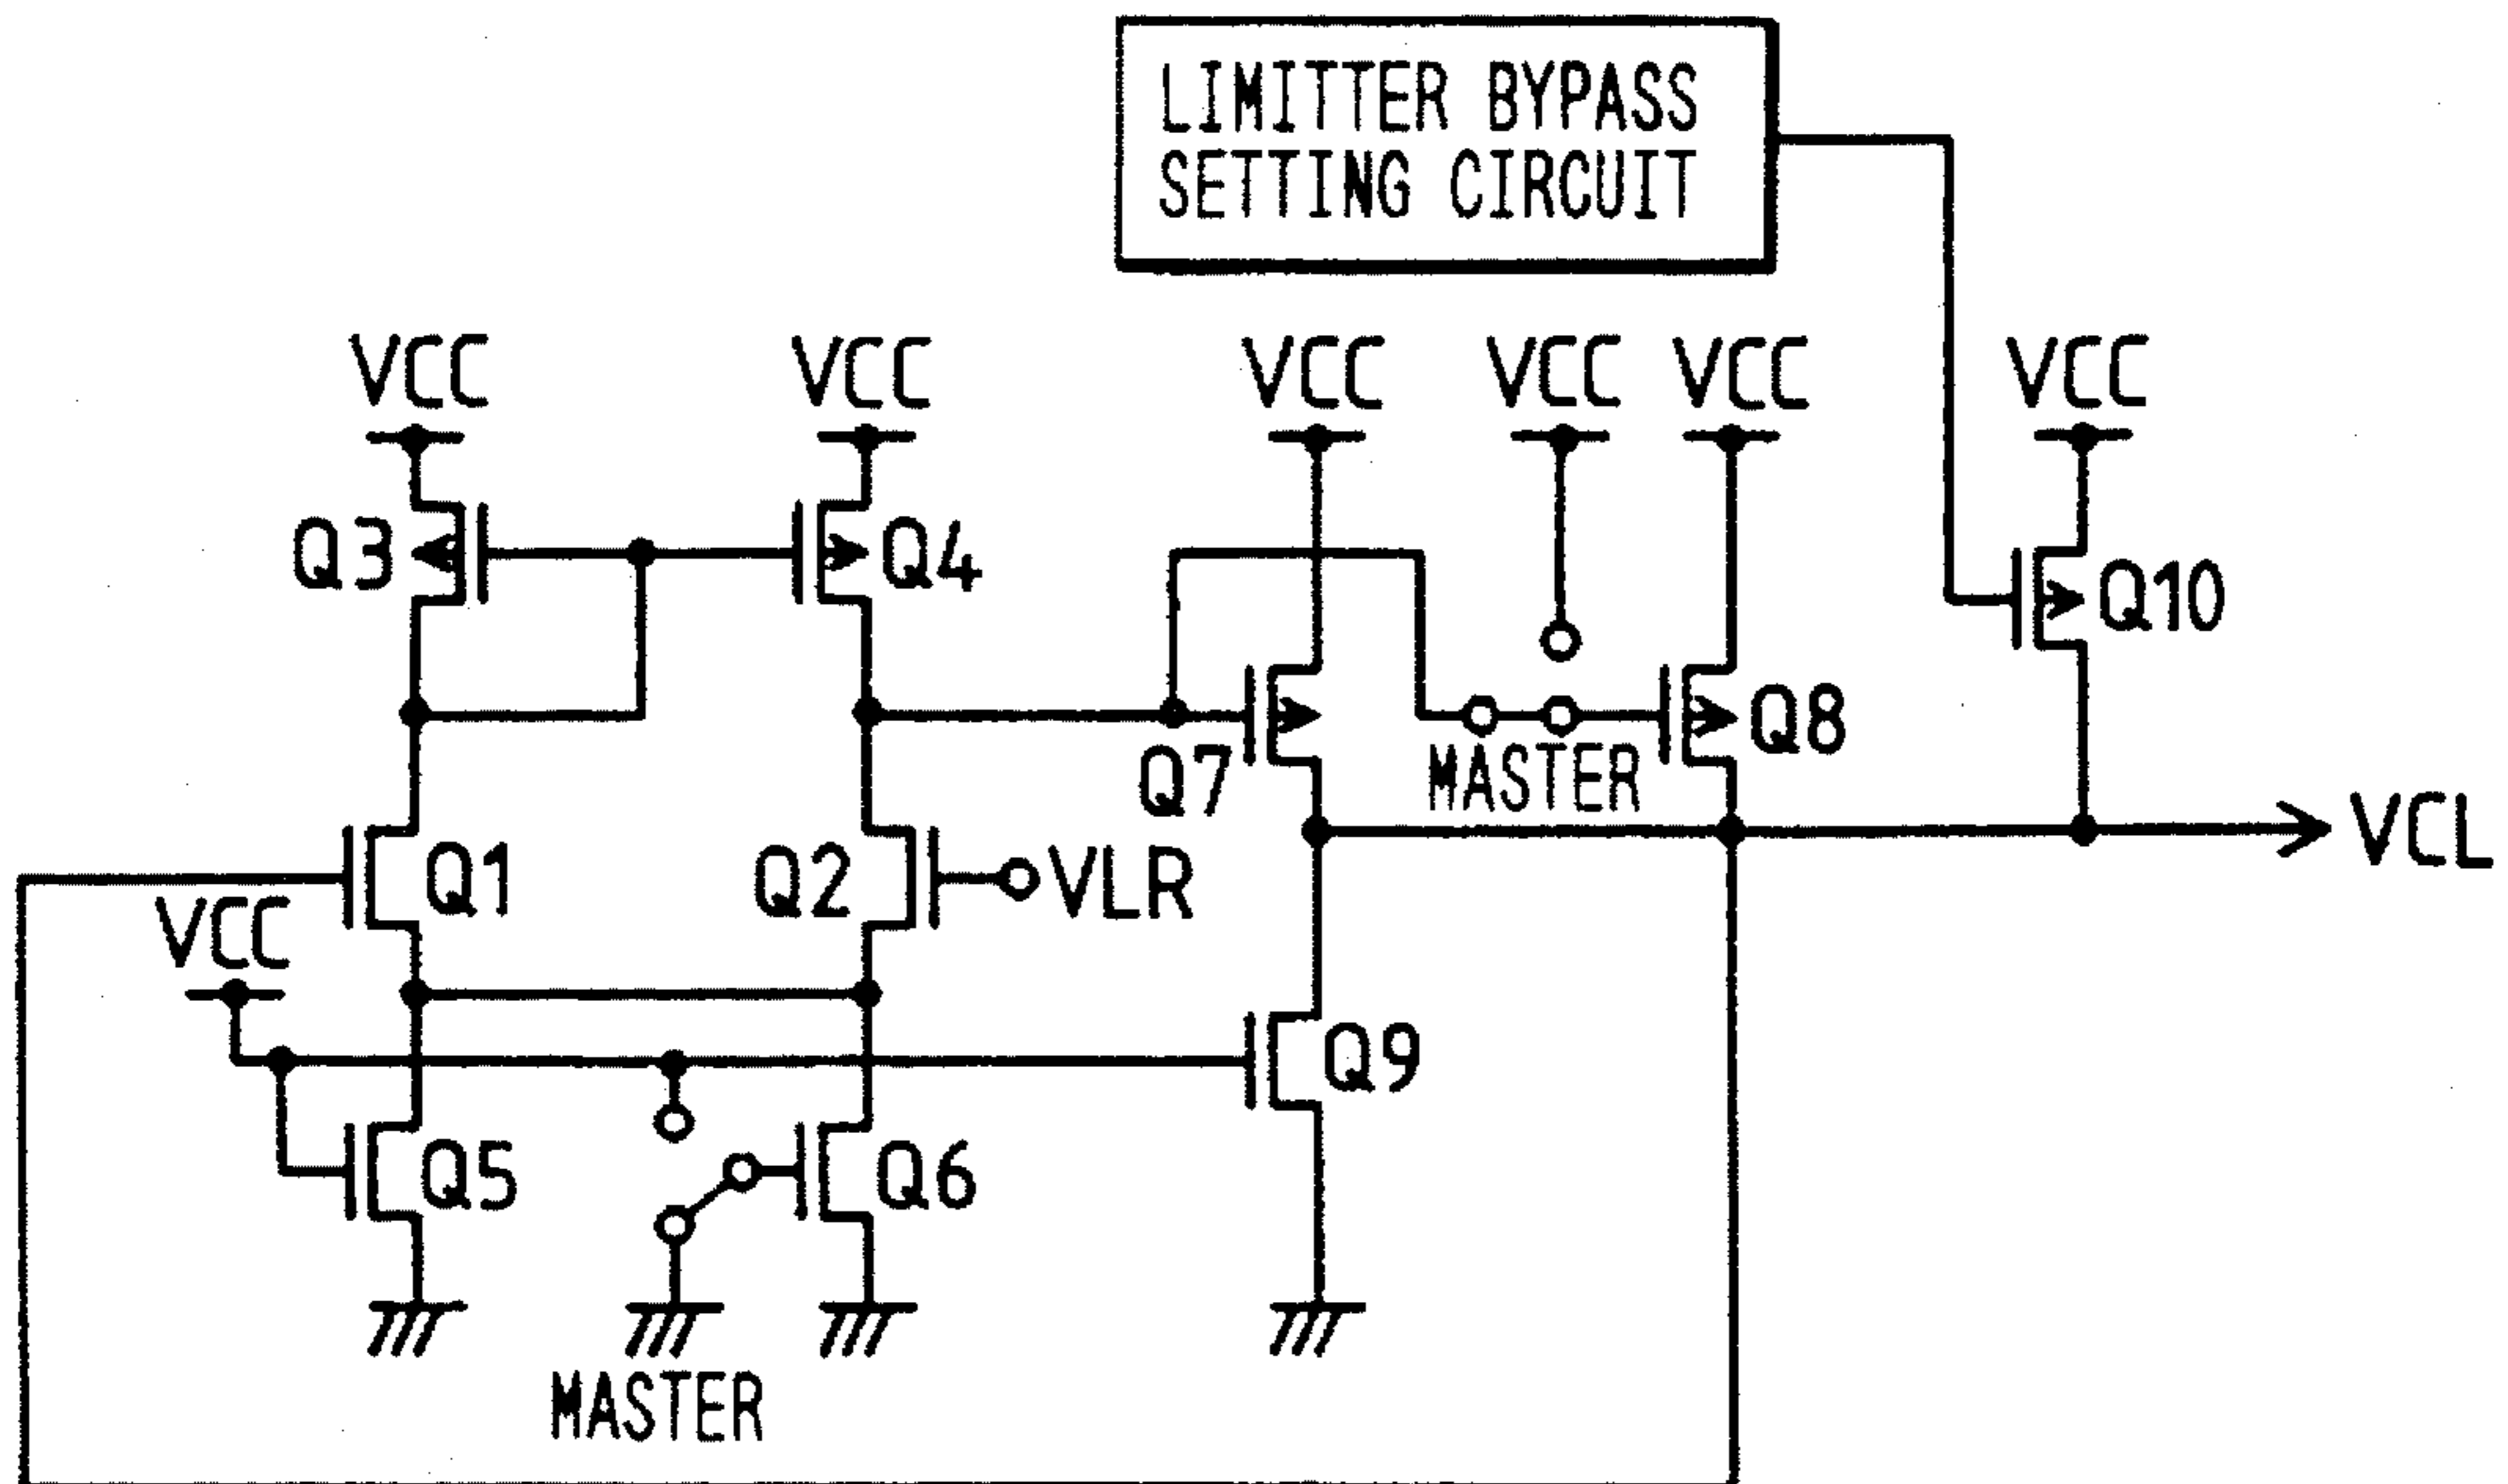 LIMITTER BYPASS
SETTING CIRCUIT
VCC
VCC
VCC
VCC
VCC
VCC
Q3
Q4
Q10
Q7
MASTER
Q8
VCL
Q1
Q2
VLR
VCC
Q9
Q5
Q6
MASTER